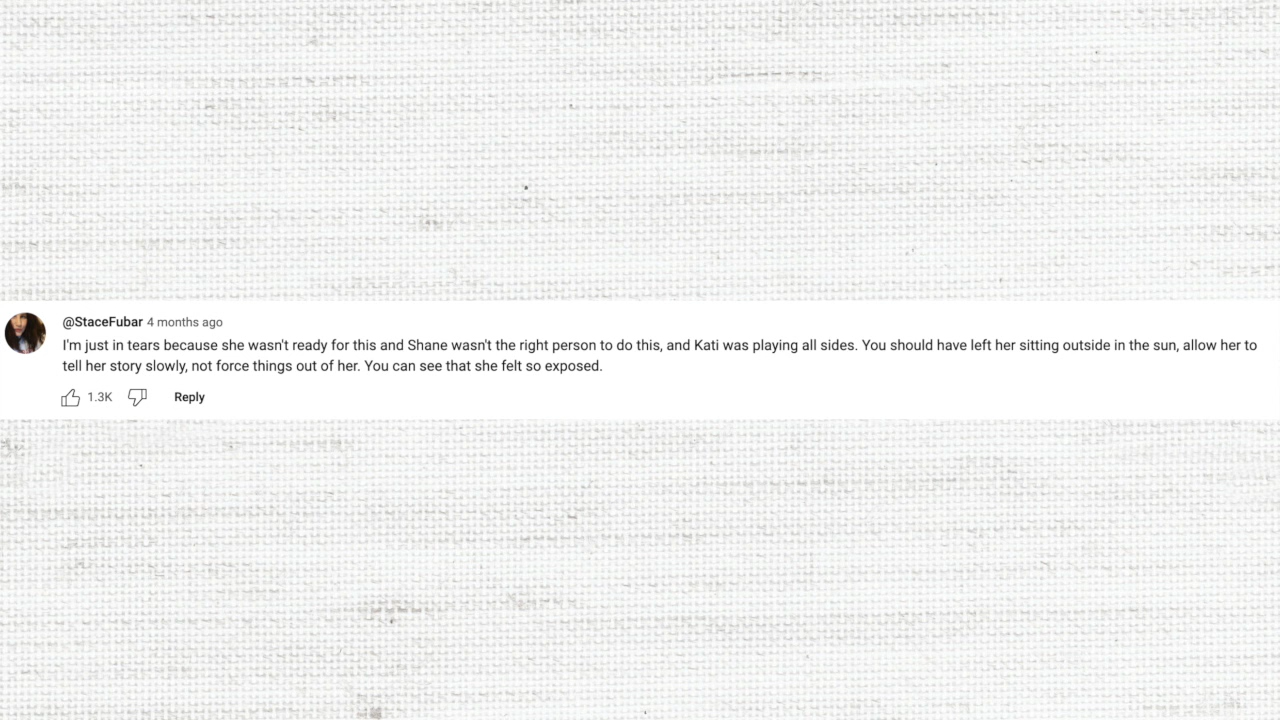 @StaceFubar 4 months ago
I'm just in tears because she wasn't ready for this and Shane wasn't the right person to do this, and Kati was playing all sides. You should have left her sitting outside in the sun, allow her to
tell her story slowly, not force things out of her. You can see that she felt so exposed.
1.3K Reply